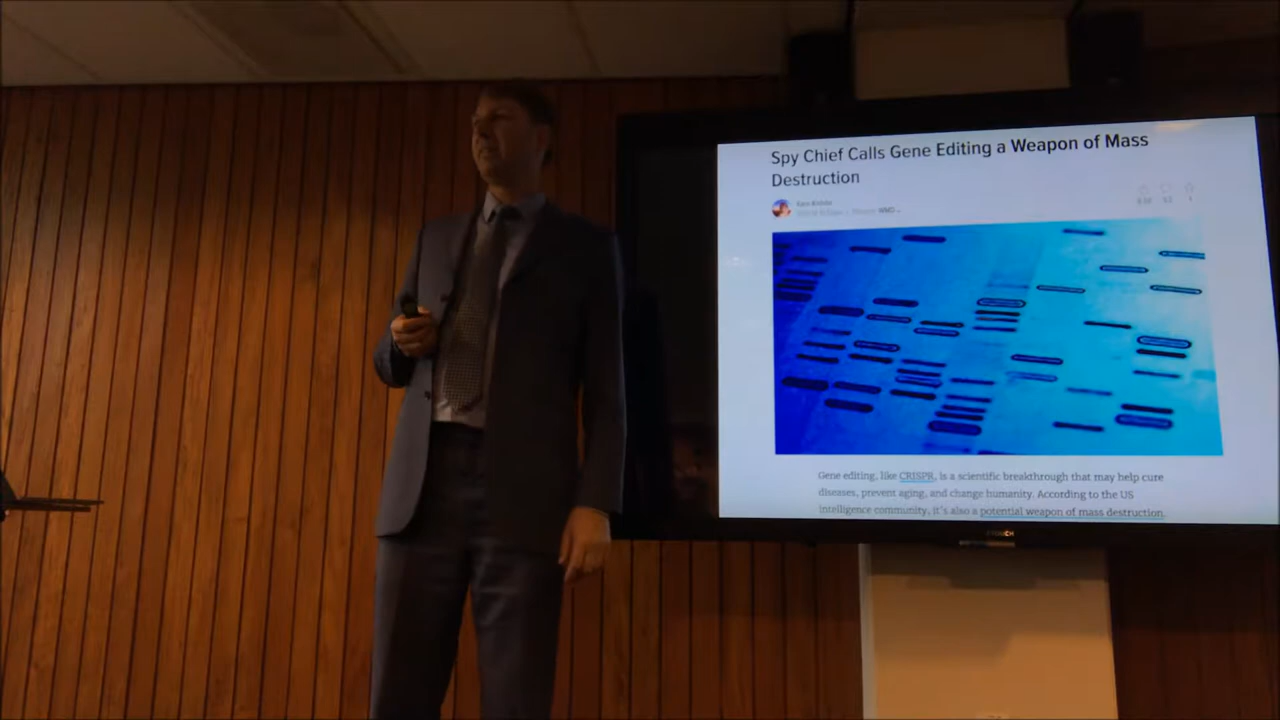 Spy Chief Calls Gene Editing a Weapon of Mass
Destruction
WMD
Gene editing, like CRISPR, is a scientific breakthrough that may help cure
diseases, prevent aging, and change humanity. According to the US
intelligence community, it's also a potential weapon of mass destruction.